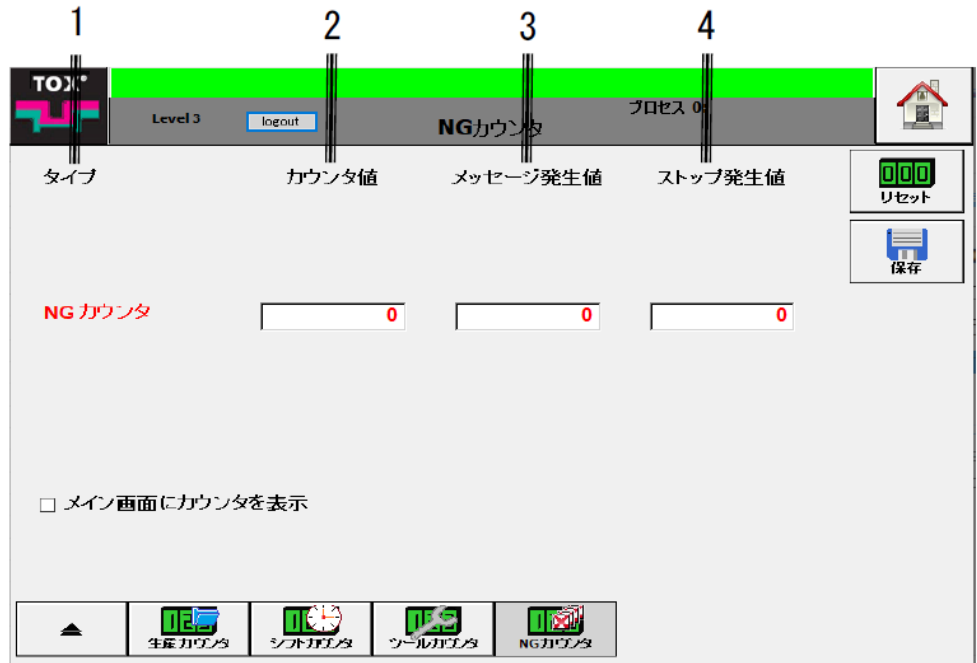 1 2 3 4
TOX®
Level 3 logout NGカウンタ プロセス 0:
タイプ カウンタ値 メッセージ発生値 ストップ発生値
リセット
保存
NG カウンタ 0 0 0
メイン画面にカウンタを表示
生産カウンタ シフトカウンタ ツールカウンタ NGカウンタ